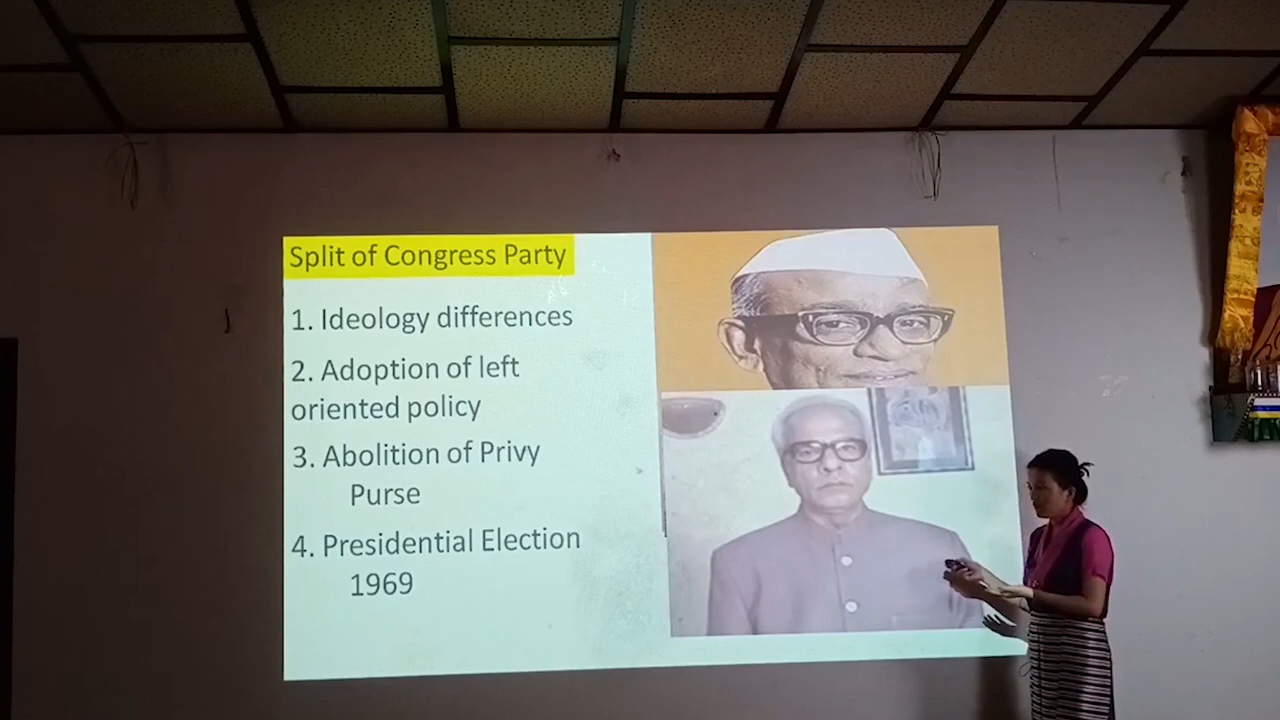 Split of Congress Party
1. Ideology differences
2. Adoption of left
oriented policy
3. Abolition of Privy
Purse
4. Presidential Election
1969